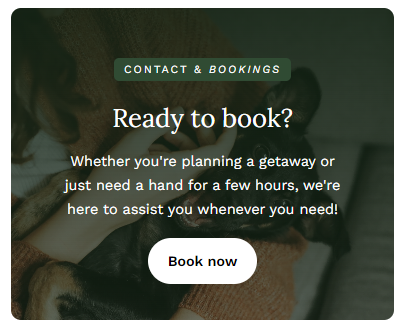 CONTACT & BOOKINGS
Ready to book?
Whether you're planning a getaway or
just need a hand for a few hours, we're
here to assist you whenever you need!
Book now